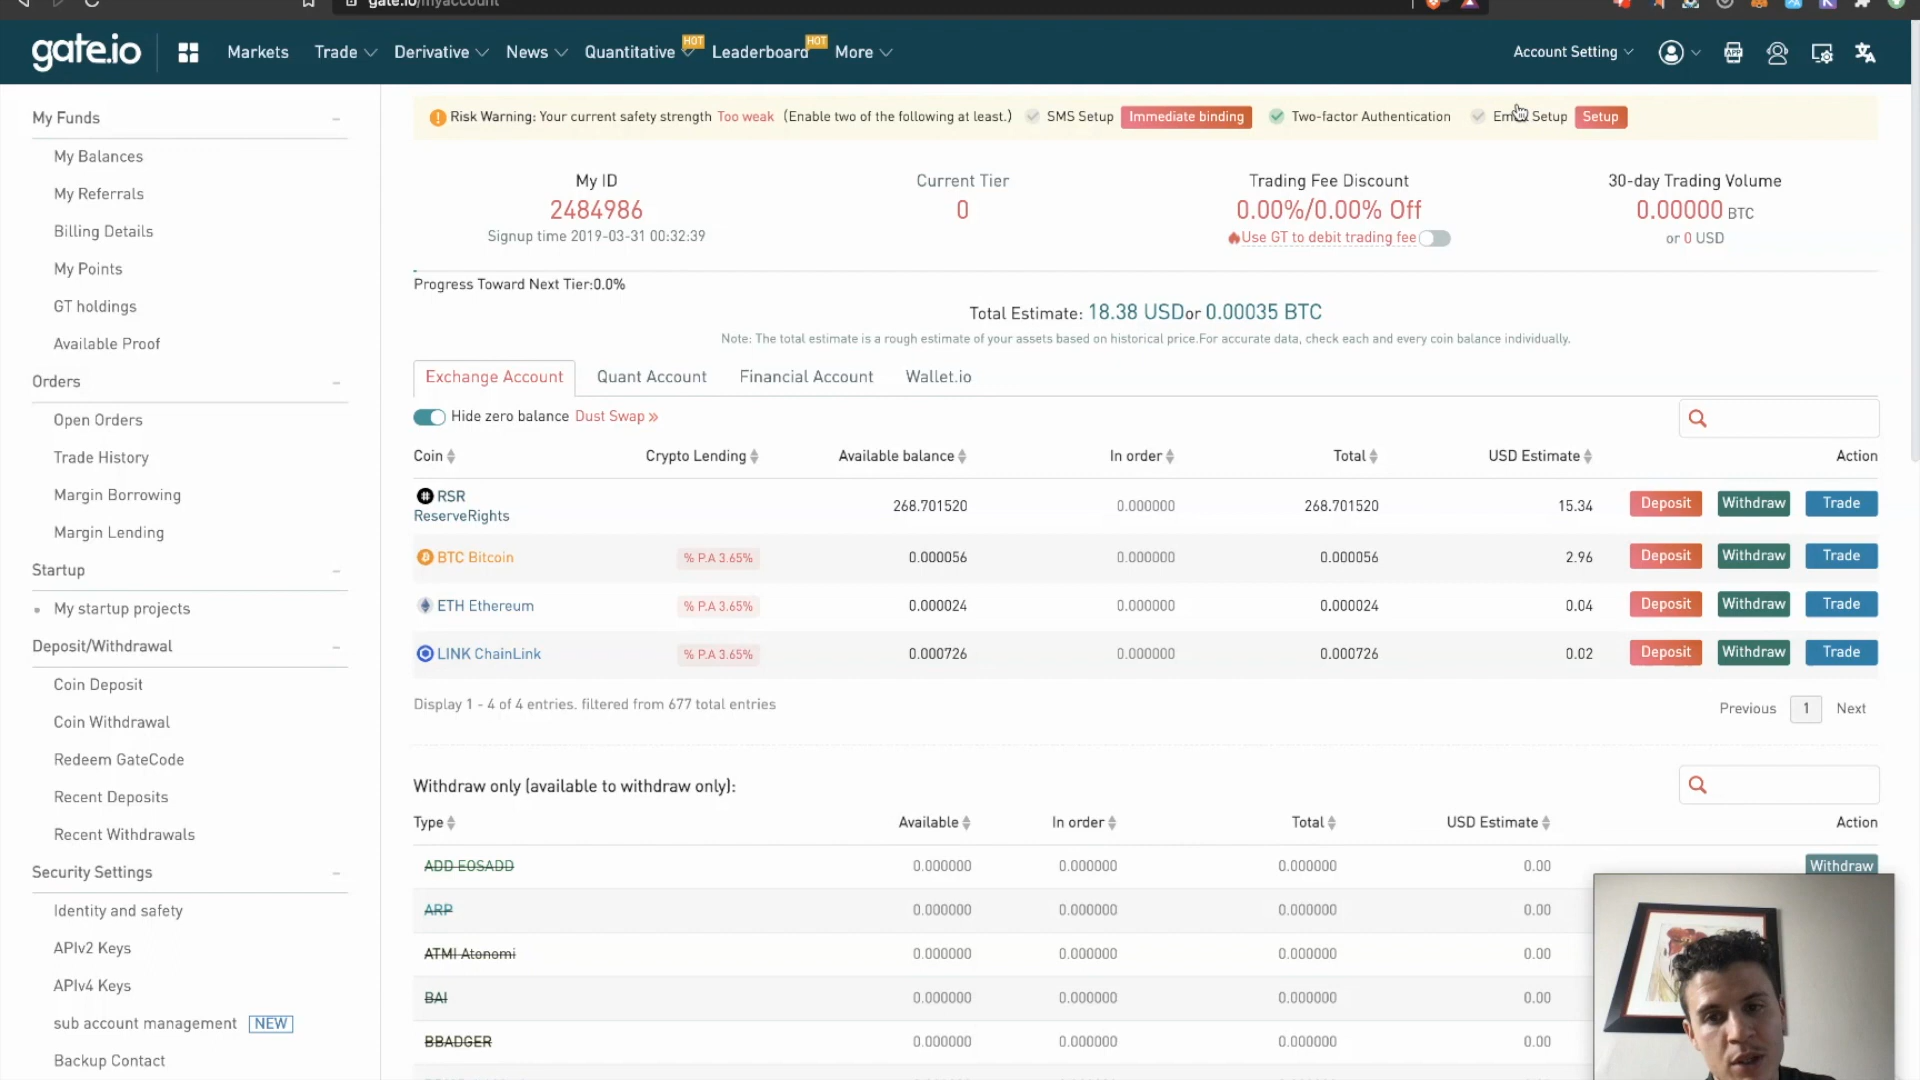 gate.io/myaccount
gate.io Markets Trade Derivative News Quantitative HOT Leaderboard HOT More Account Setting APP
My Funds
My Balances
My Referrals
Billing Details
My Points
GT holdings
Available Proof
Orders
Open Orders
Trade History
Margin Borrowing
Margin Lending
Startup
My startup projects
Deposit/Withdrawal
Coin Deposit
Coin Withdrawal
Redeem GateCode
Recent Deposits
Recent Withdrawals
Security Settings
Identity and safety
APIv2 Keys
APIv4 Keys
sub account management NEW
Backup Contact
Risk Warning: Your current safety strength Too weak (Enable two of the following at least.) SMS Setup Immediate binding Two-factor Authentication Setup Setup
My ID Current Tier Trading Fee Discount 30-day Trading Volume
2484986 0 0.00%/0.00% Off 0.00000 BTC
Signup time 2019-03-31 00:32:39 Use GT to debit trading fee or 0 USD
Progress Toward Next Tier:0.0%
Total Estimate: 18.38 USDor 0.00035 BTC
Note: The total estimate is a rough estimate of your assets based on historical price.For accurate data, check each and every coin balance individually.
Exchange Account Quant Account Financial Account Wallet.io
Hide zero balance Dust Swap »
Coin Crypto Lending Available balance In order Total USD Estimate Action
RSR
ReserveRights 268.701520 0.000000 268.701520 15.34 Deposit Withdraw Trade
BTC Bitcoin % P.A 3.65% 0.000056 0.000000 0.000056 2.96 Deposit Withdraw Trade
ETH Ethereum % P.A 3.65% 0.000024 0.000000 0.000024 0.04 Deposit Withdraw Trade
LINK ChainLink % P.A 3.65% 0.000726 0.000000 0.000726 0.02 Deposit Withdraw Trade
Display 1 - 4 of 4 entries. filtered from 677 total entries Previous 1 Next
Withdraw only (available to withdraw only):
Type Available In order Total USD Estimate Action
ADD EOSADD 0.000000 0.000000 0.000000 0.00 Withdraw
ARP 0.000000 0.000000 0.000000 0.00
ATMI Atonomi 0.000000 0.000000 0.000000 0.00
BAI 0.000000 0.000000 0.000000 0.00
BBADGER 0.000000 0.000000 0.000000 0.00